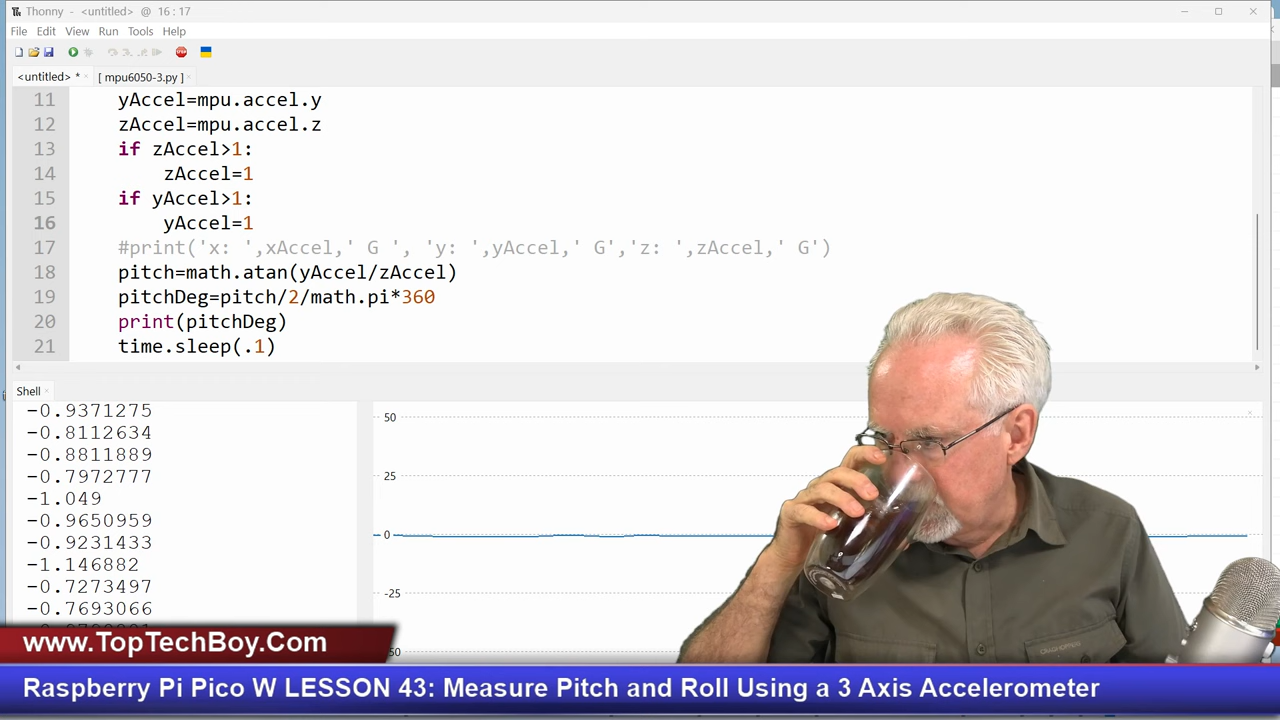 Thonny - <untitled> @ 16 : 17
File Edit View Run Tools Help
<untitled> * [ mpu6050-3.py ]
11 yAccel=mpu.accel.y
12 zAccel=mpu.accel.z
13 if zAccel>1:
14 zAccel=1
15 if yAccel>1:
16 yAccel=1
17 #print('x: ',xAccel,' G ', 'y: ',yAccel,' G','z: ',zAccel,' G')
18 pitch=math.atan(yAccel/zAccel)
19 pitchDeg=pitch/2/math.pi*360
20 print(pitchDeg)
21 time.sleep(.1)
Shell
-0.9371275
-0.8112634
-0.8811889
-0.7972777
-1.049
-0.9650959
-0.9231433
-1.146882
-0.7273497
-0.7693066
50
25
0
-25
www.TopTechBoy.Com
Raspberry Pi Pico W LESSON 43: Measure Pitch and Roll Using a 3 Axis Accelerometer